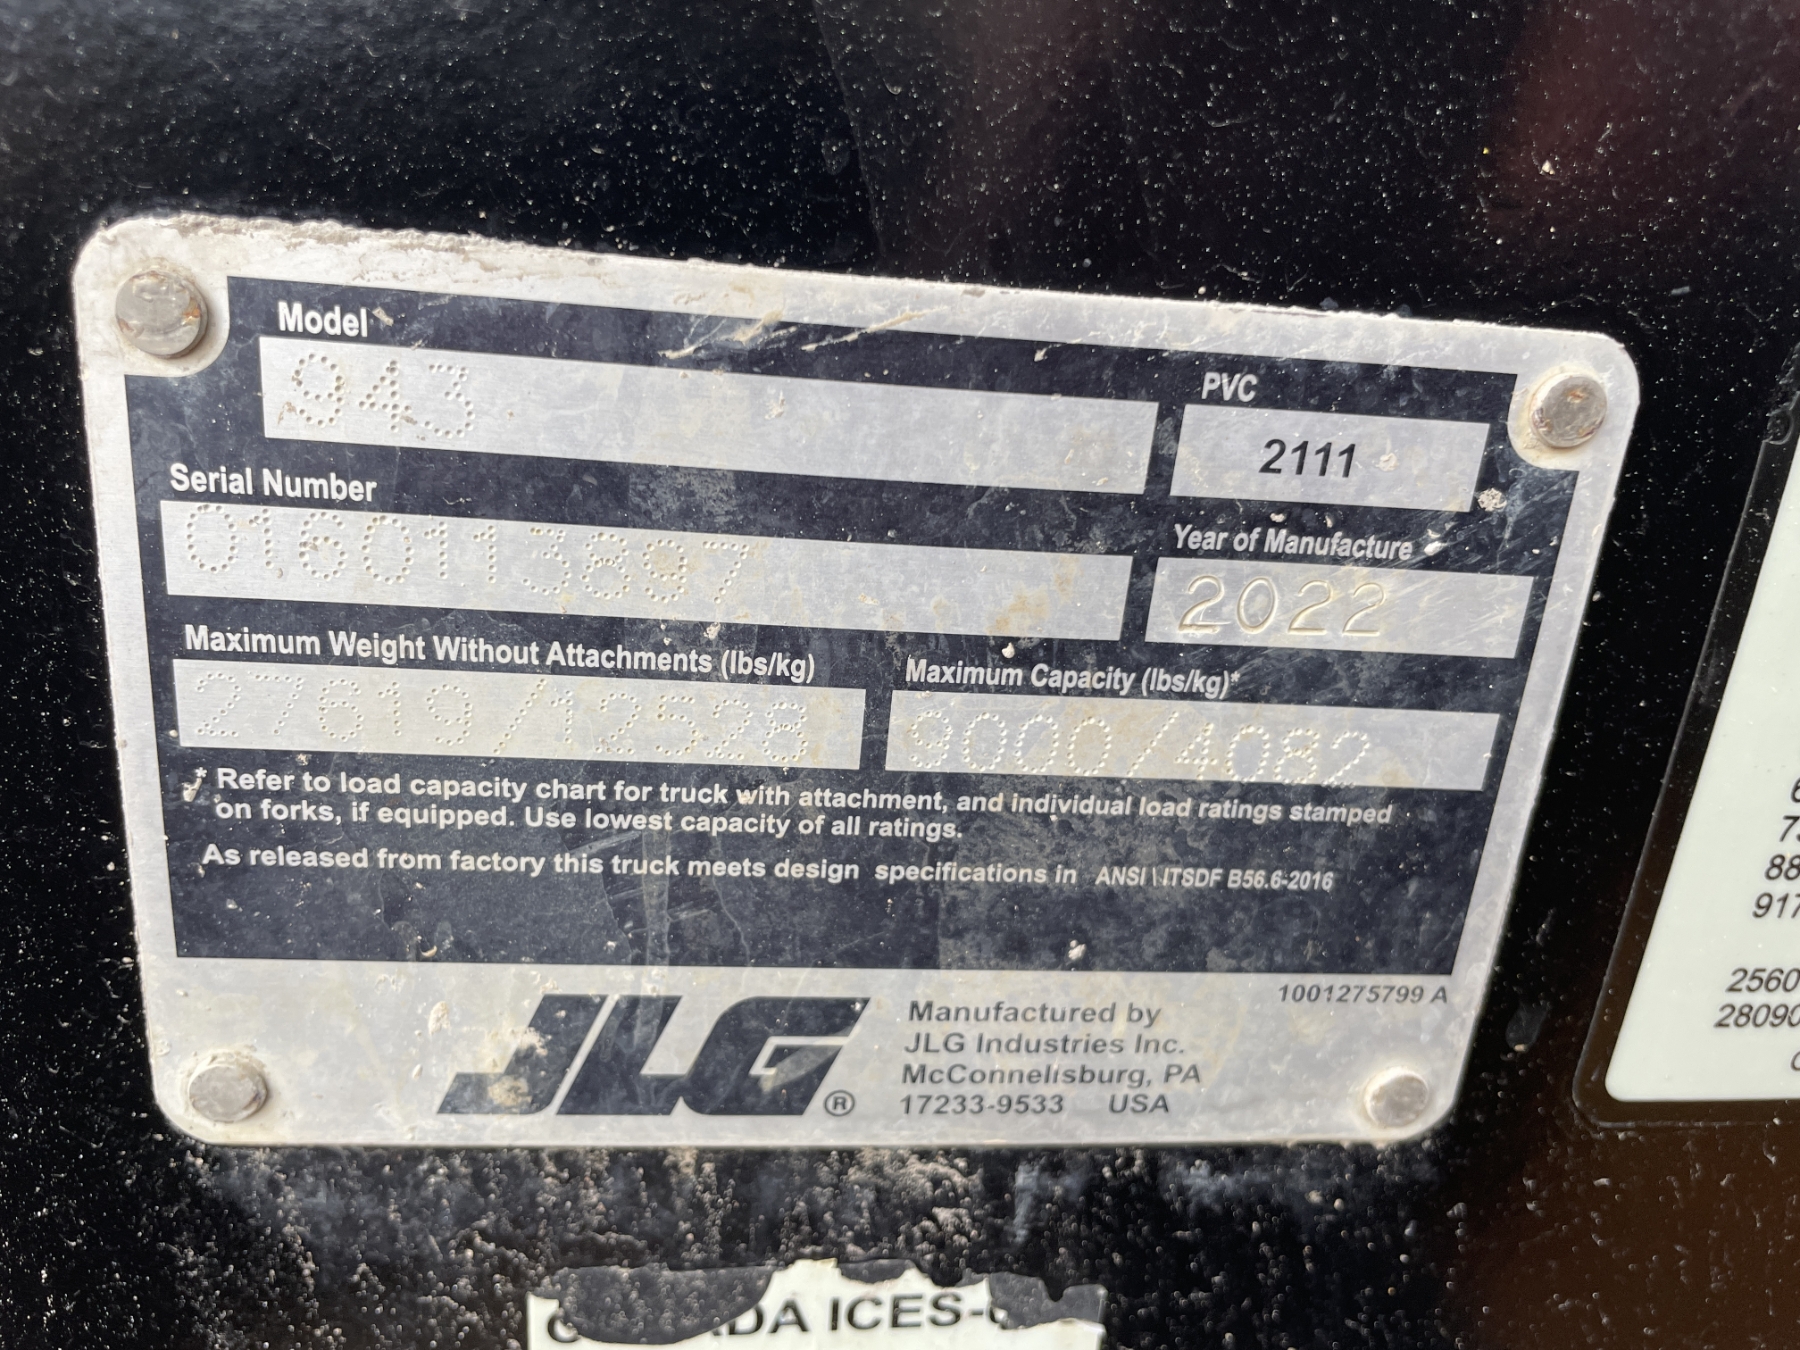 Model
943
PVC
2111
Serial Number
0160113897
Year of Manufacture
2022
Maximum Weight Without Attachments (lbs/kg)
27619/12528
Maximum Capacity (lbs/kg)*
9000/4082
* Refer to load capacity chart for truck with attachment, and individual load ratings stamped
on forks, if equipped. Use lowest capacity of all ratings.
As released from factory this truck meets design specifications in ANSI \ ITSDF B56.6-2016
1001275799 A
JLG®
Manufactured by
JLG Industries Inc.
McConnellsburg, PA
17233-9533 USA
88
917
2560
28090
ICES-